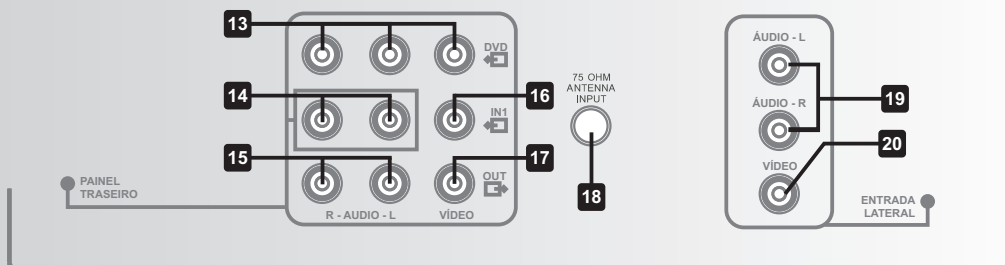 13
DVD
75 OHM
ANTENNA
INPUT
14
16
IN1
15
17
OUT
18
PAINEL
TRASEIRO
R - AUDIO - L
VÍDEO
ÁUDIO - L
19
ÁUDIO - R
20
VÍDEO
ENTRADA
LATERAL